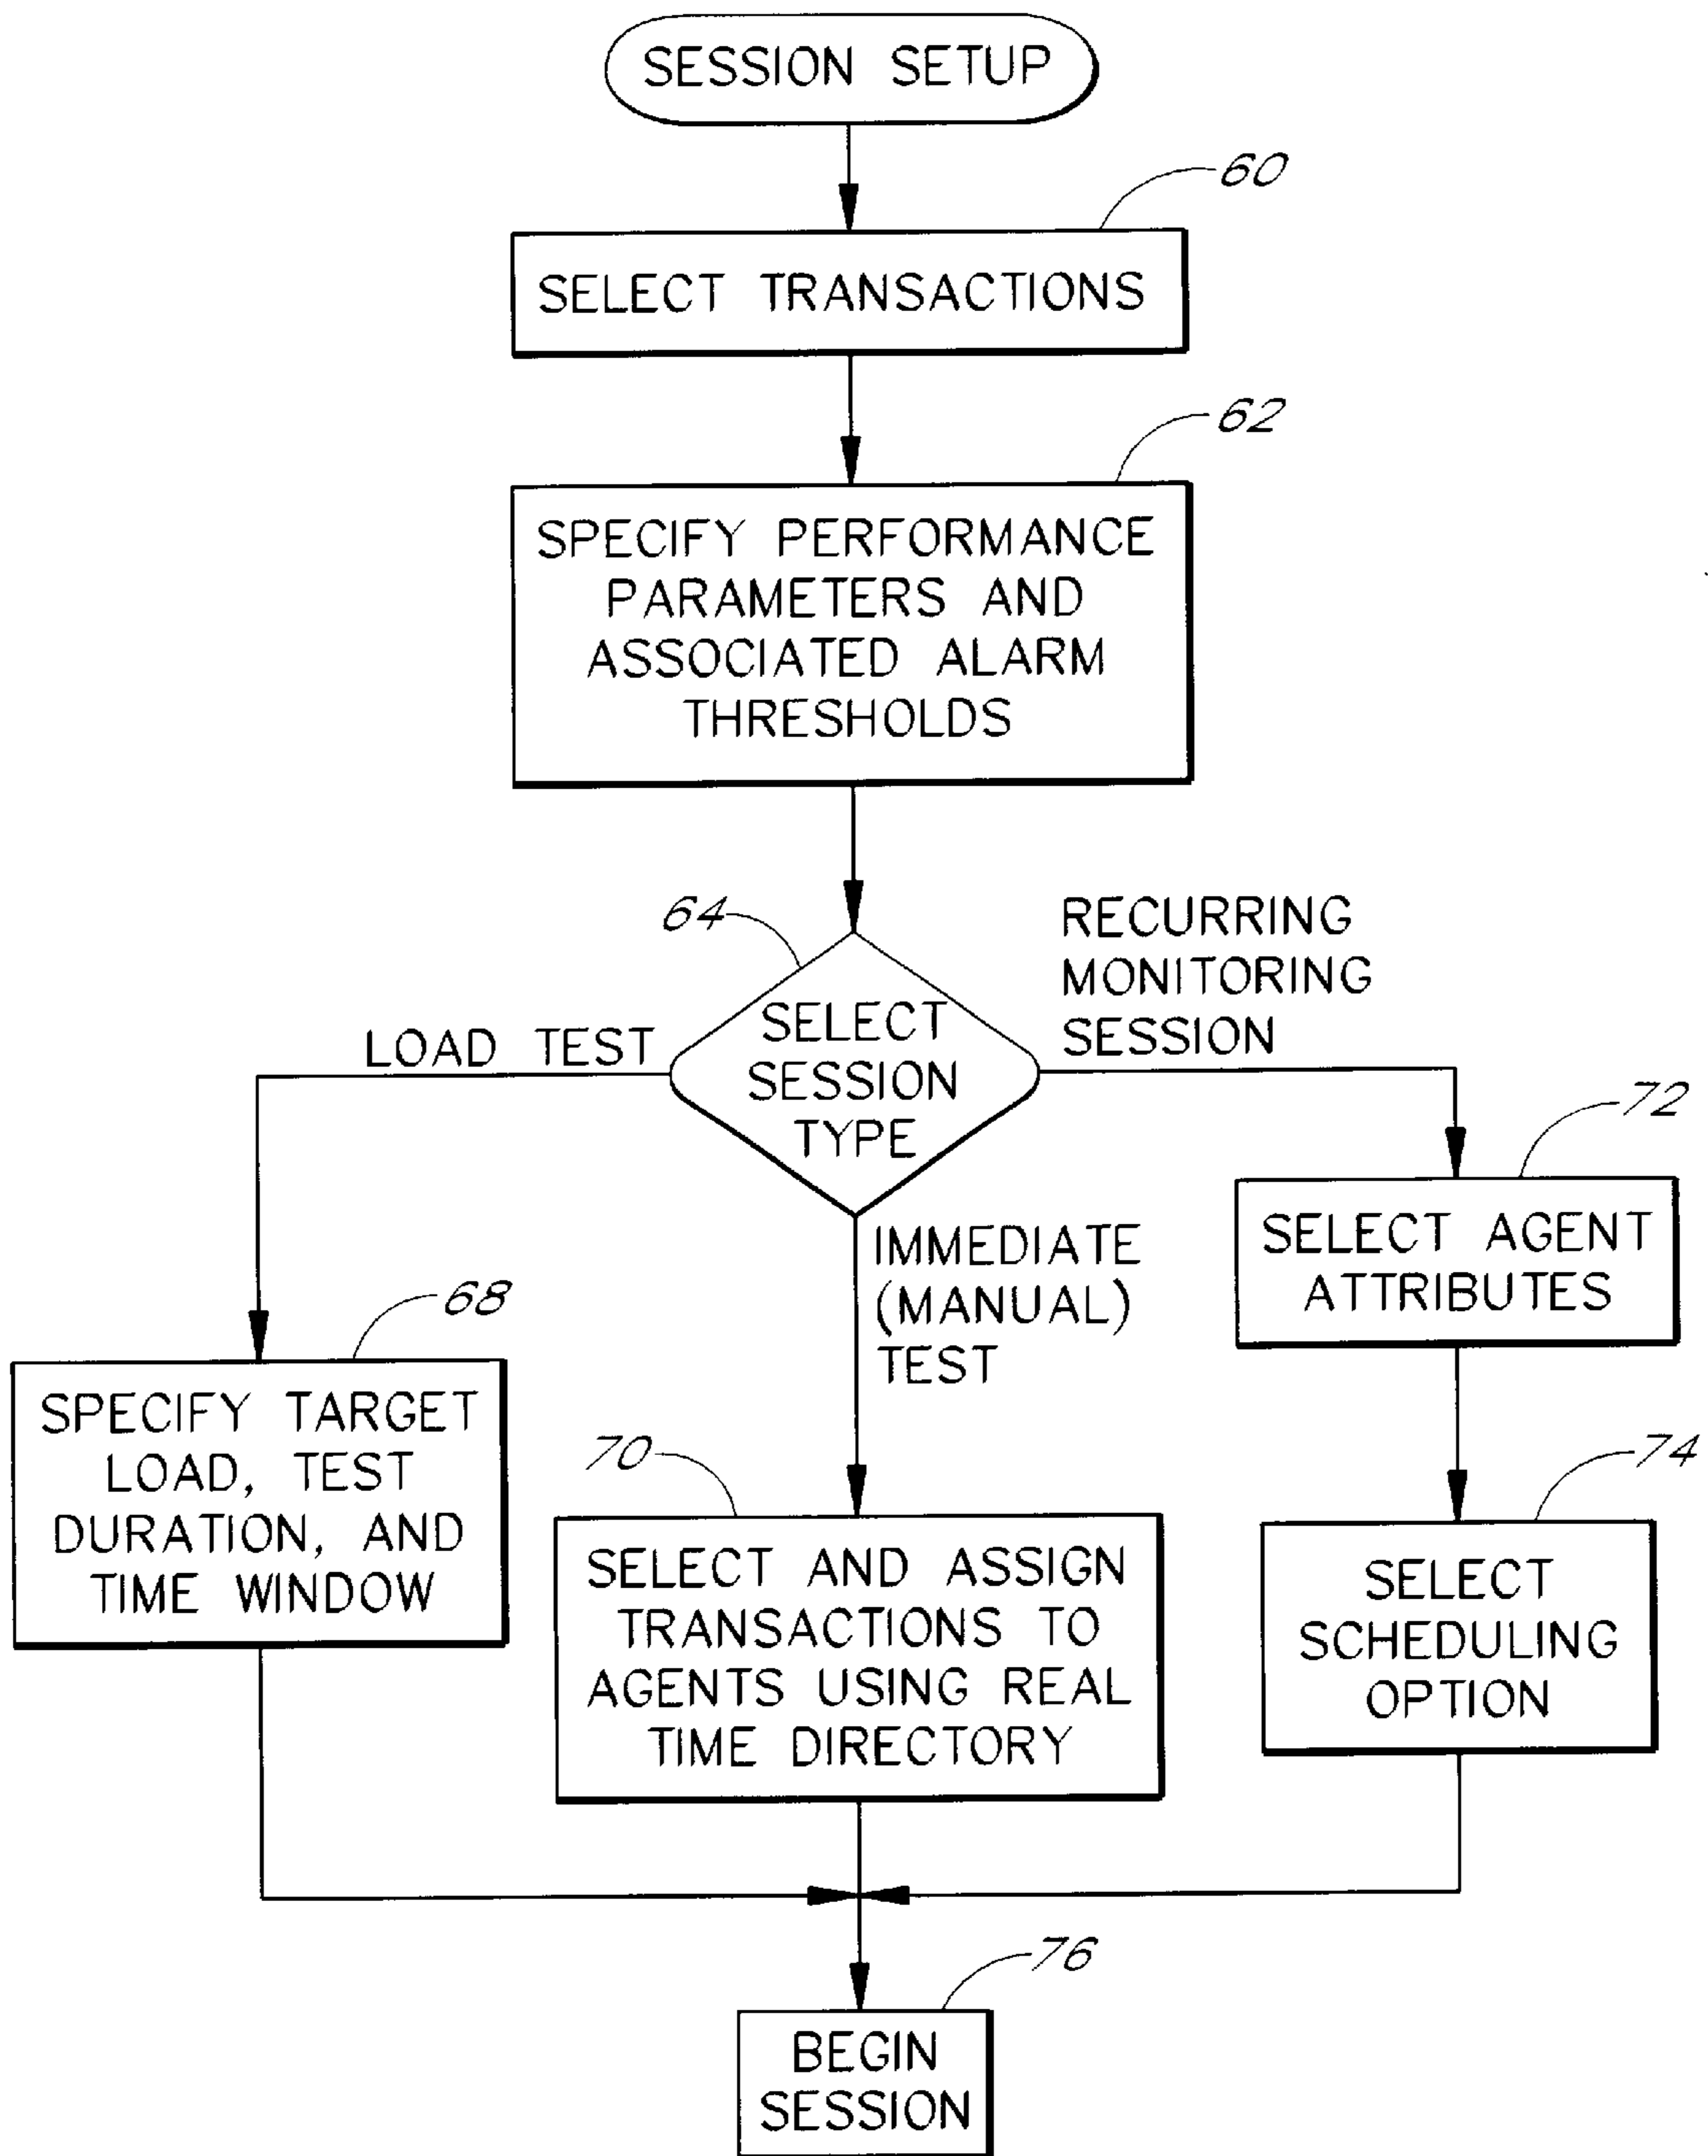 SESSION SETUP
60
SELECT TRANSACTIONS
62
SPECIFY PERFORMANCE
PARAMETERS AND
ASSOCIATED ALARM
THRESHOLDS
64
SELECT
SESSION
TYPE
LOAD TEST
RECURRING
MONITORING
SESSION
IMMEDIATE
(MANUAL)
TEST
68
SPECIFY TARGET
LOAD, TEST
DURATION, AND
TIME WINDOW
70
SELECT AND ASSIGN
TRANSACTIONS TO
AGENTS USING REAL
TIME DIRECTORY
72
SELECT AGENT
ATTRIBUTES
74
SELECT
SCHEDULING
OPTION
76
BEGIN
SESSION